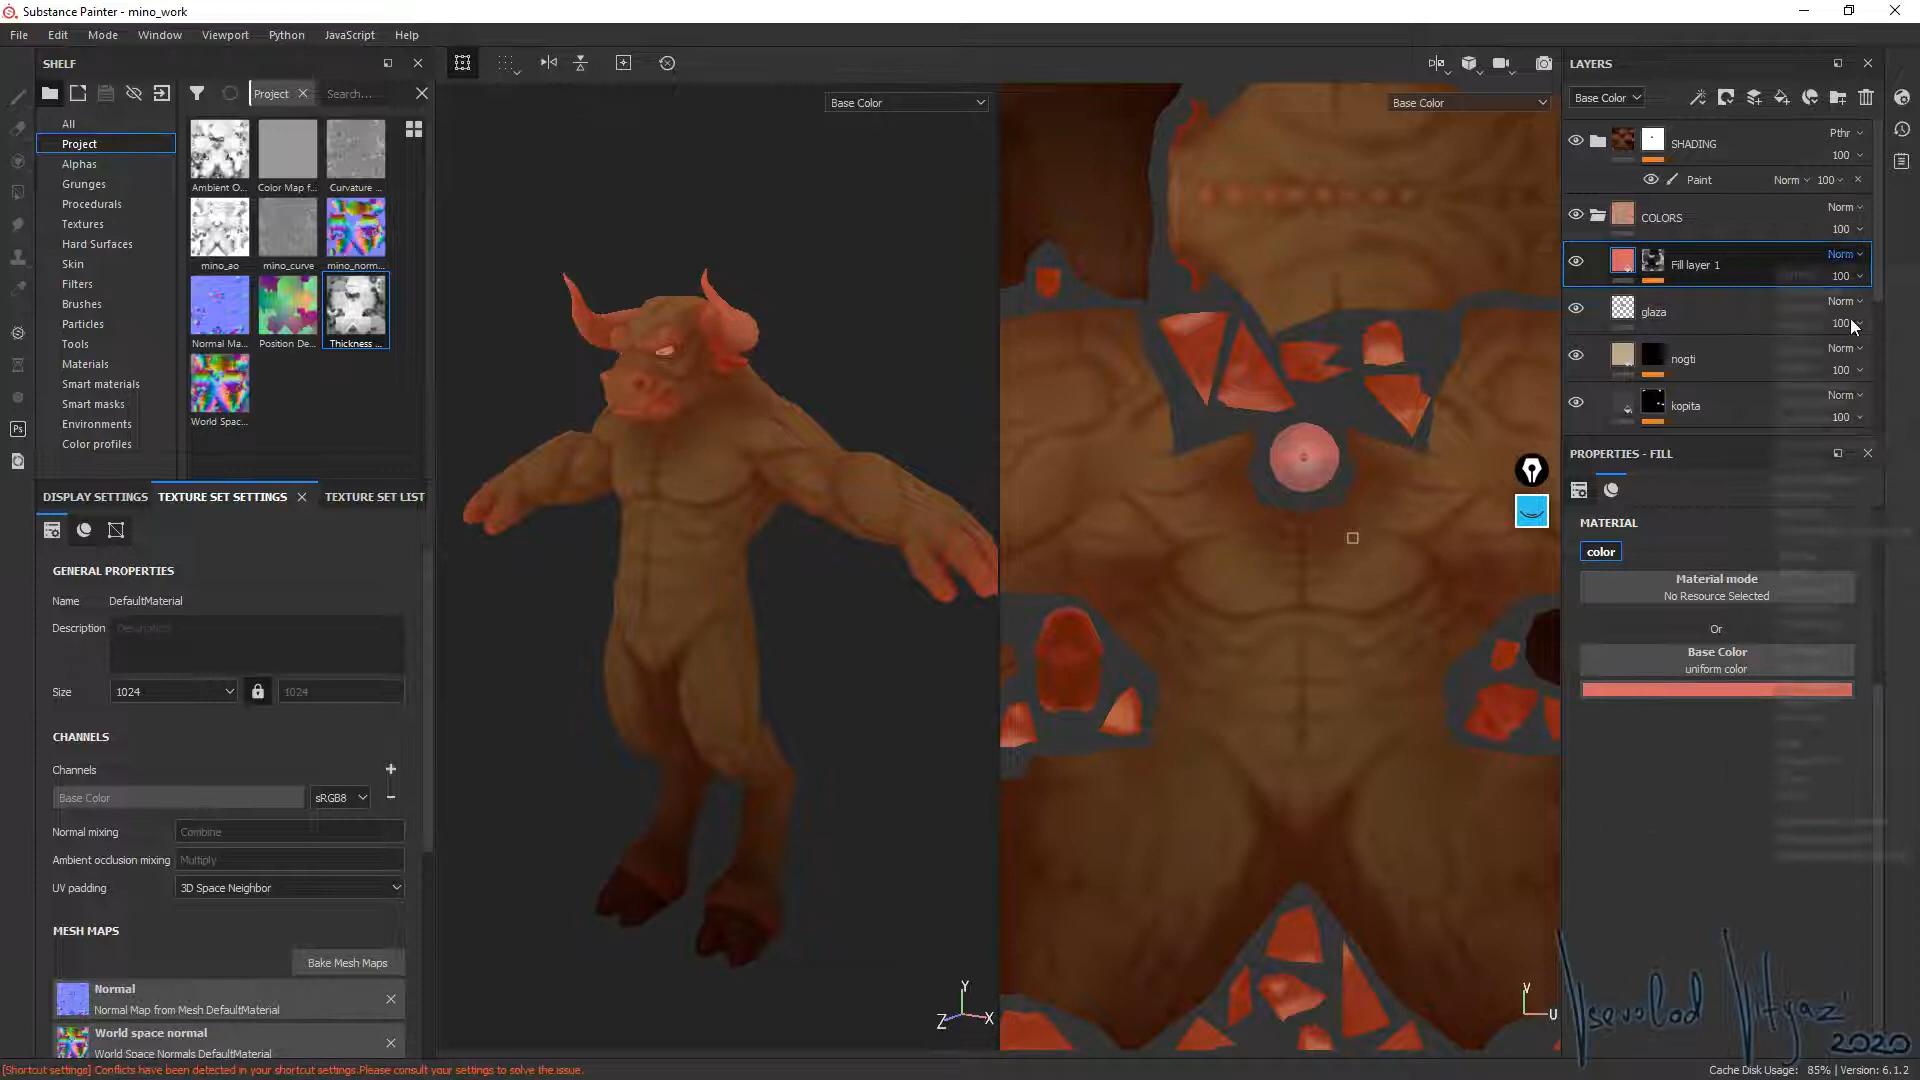 Substance Painter - mino_work
File Edit Mode Window Viewport Python JavaScript Help
SHELF
Project
Search...
All
Project
Alphas
Grunges
Procedurals
Textures
Hard Surfaces
Skin
Filters
Brushes
Particles
Tools
Materials
Smart materials
Smart masks
Environments
Color profiles
Ambient O... Color Map f... Curvature ...
mino_ao mino_curve mino_norm...
Normal Ma... Position De... Thickness ...
World Spac...
DISPLAY SETTINGS TEXTURE SET SETTINGS TEXTURE SET LIST
GENERAL PROPERTIES
Name DefaultMaterial
Description Description
Size 1024 1024
CHANNELS
Channels
Base Color sRGB8
Normal mixing Combine
Ambient occlusion mixing Multiply
UV padding 3D Space Neighbor
MESH MAPS
Bake Mesh Maps
Normal
Normal Map from Mesh DefaultMaterial
World space normal
World Space Normals DefaultMaterial
[Shortcut settings] Conflicts have been detected in your shortcut settings.Please consult your settings to solve the issue.
Base Color
Base Color
Y
Z X
V
U
LAYERS
Base Color
SHADING Pthr
100
Paint Norm 100
COLORS Norm
100
Fill layer 1 Norm
100
glaza Norm
100
nogti Norm
100
kopita Norm
100
PROPERTIES - FILL
MATERIAL
color
Material mode
No Resource Selected
Or
Base Color
uniform color
Ps
Vsevolod Vityaz'
2020
Cache Disk Usage: 85% | Version: 6.1.2